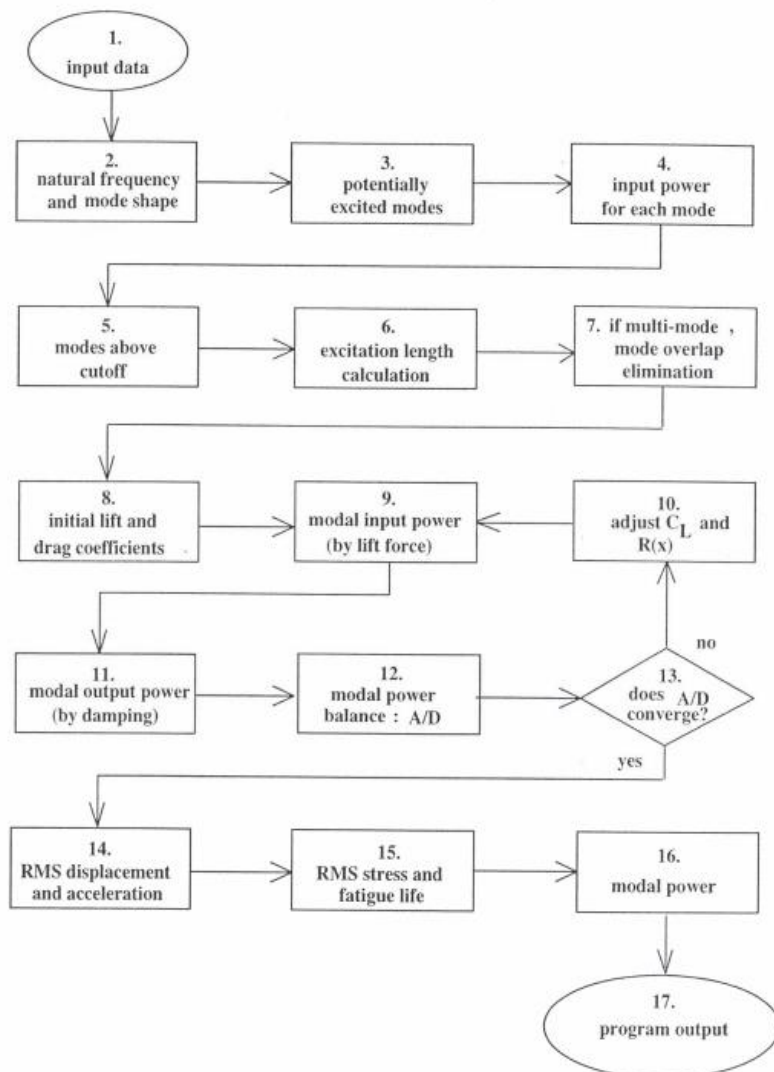 1.
input data
2.
natural frequency
and mode shape
3.
potentially
excited modes
4.
input power
for each mode
5.
modes above
cutoff
6.
excitation length
calculation
7. if multi-mode ,
mode overlap
elimination
8.
initial lift and
drag coefficients
9.
modal input power
(by lift force)
10.
adjust C_L and
R(x)
11.
modal output power
(by damping)
12.
modal power
balance : A/D
13.
does A/D
converge?
no
yes
14.
RMS displacement
and acceleration
15.
RMS stress and
fatigue life
16.
modal power
17.
program output